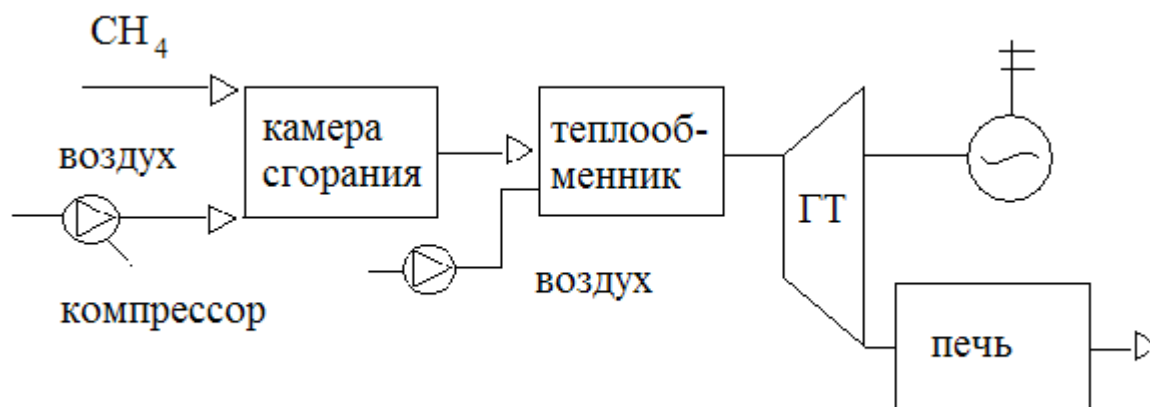 CH₄
воздух
камера
сгорания
теплооб-
менник
ГТ
компрессор
воздух
печь